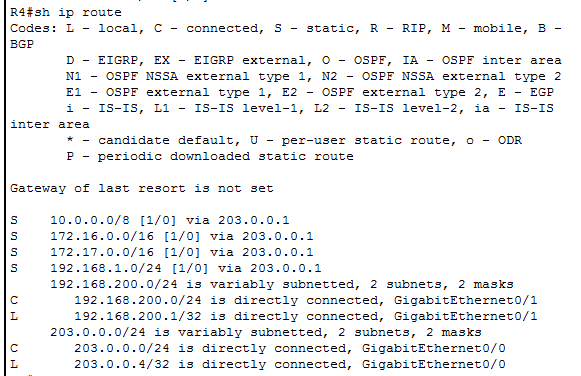 R4#sh ip route
Codes: L - local, C - connected, S - static, R - RIP, M - mobile, B -
BGP
D - EIGRP, EX - EIGRP external, O - OSPF, IA - OSPF inter area
N1 - OSPF NSSA external type 1, N2 - OSPF NSSA external type 2
E1 - OSPF external type 1, E2 - OSPF external type 2, E - EGP
i - IS-IS, L1 - IS-IS level-1, L2 - IS-IS level-2, ia - IS-IS
inter area
* - candidate default, U - per-user static route, o - ODR
P - periodic downloaded static route
Gateway of last resort is not set
S 10.0.0.0/8 [1/0] via 203.0.0.1
S 172.16.0.0/16 [1/0] via 203.0.0.1
S 172.17.0.0/16 [1/0] via 203.0.0.1
S 192.168.1.0/24 [1/0] via 203.0.0.1
192.168.200.0/24 is variably subnetted, 2 subnets, 2 masks
C 192.168.200.0/24 is directly connected, GigabitEthernet0/1
L 192.168.200.1/32 is directly connected, GigabitEthernet0/1
203.0.0.0/24 is variably subnetted, 2 subnets, 2 masks
C 203.0.0.0/24 is directly connected, GigabitEthernet0/0
L 203.0.0.4/32 is directly connected, GigabitEthernet0/0